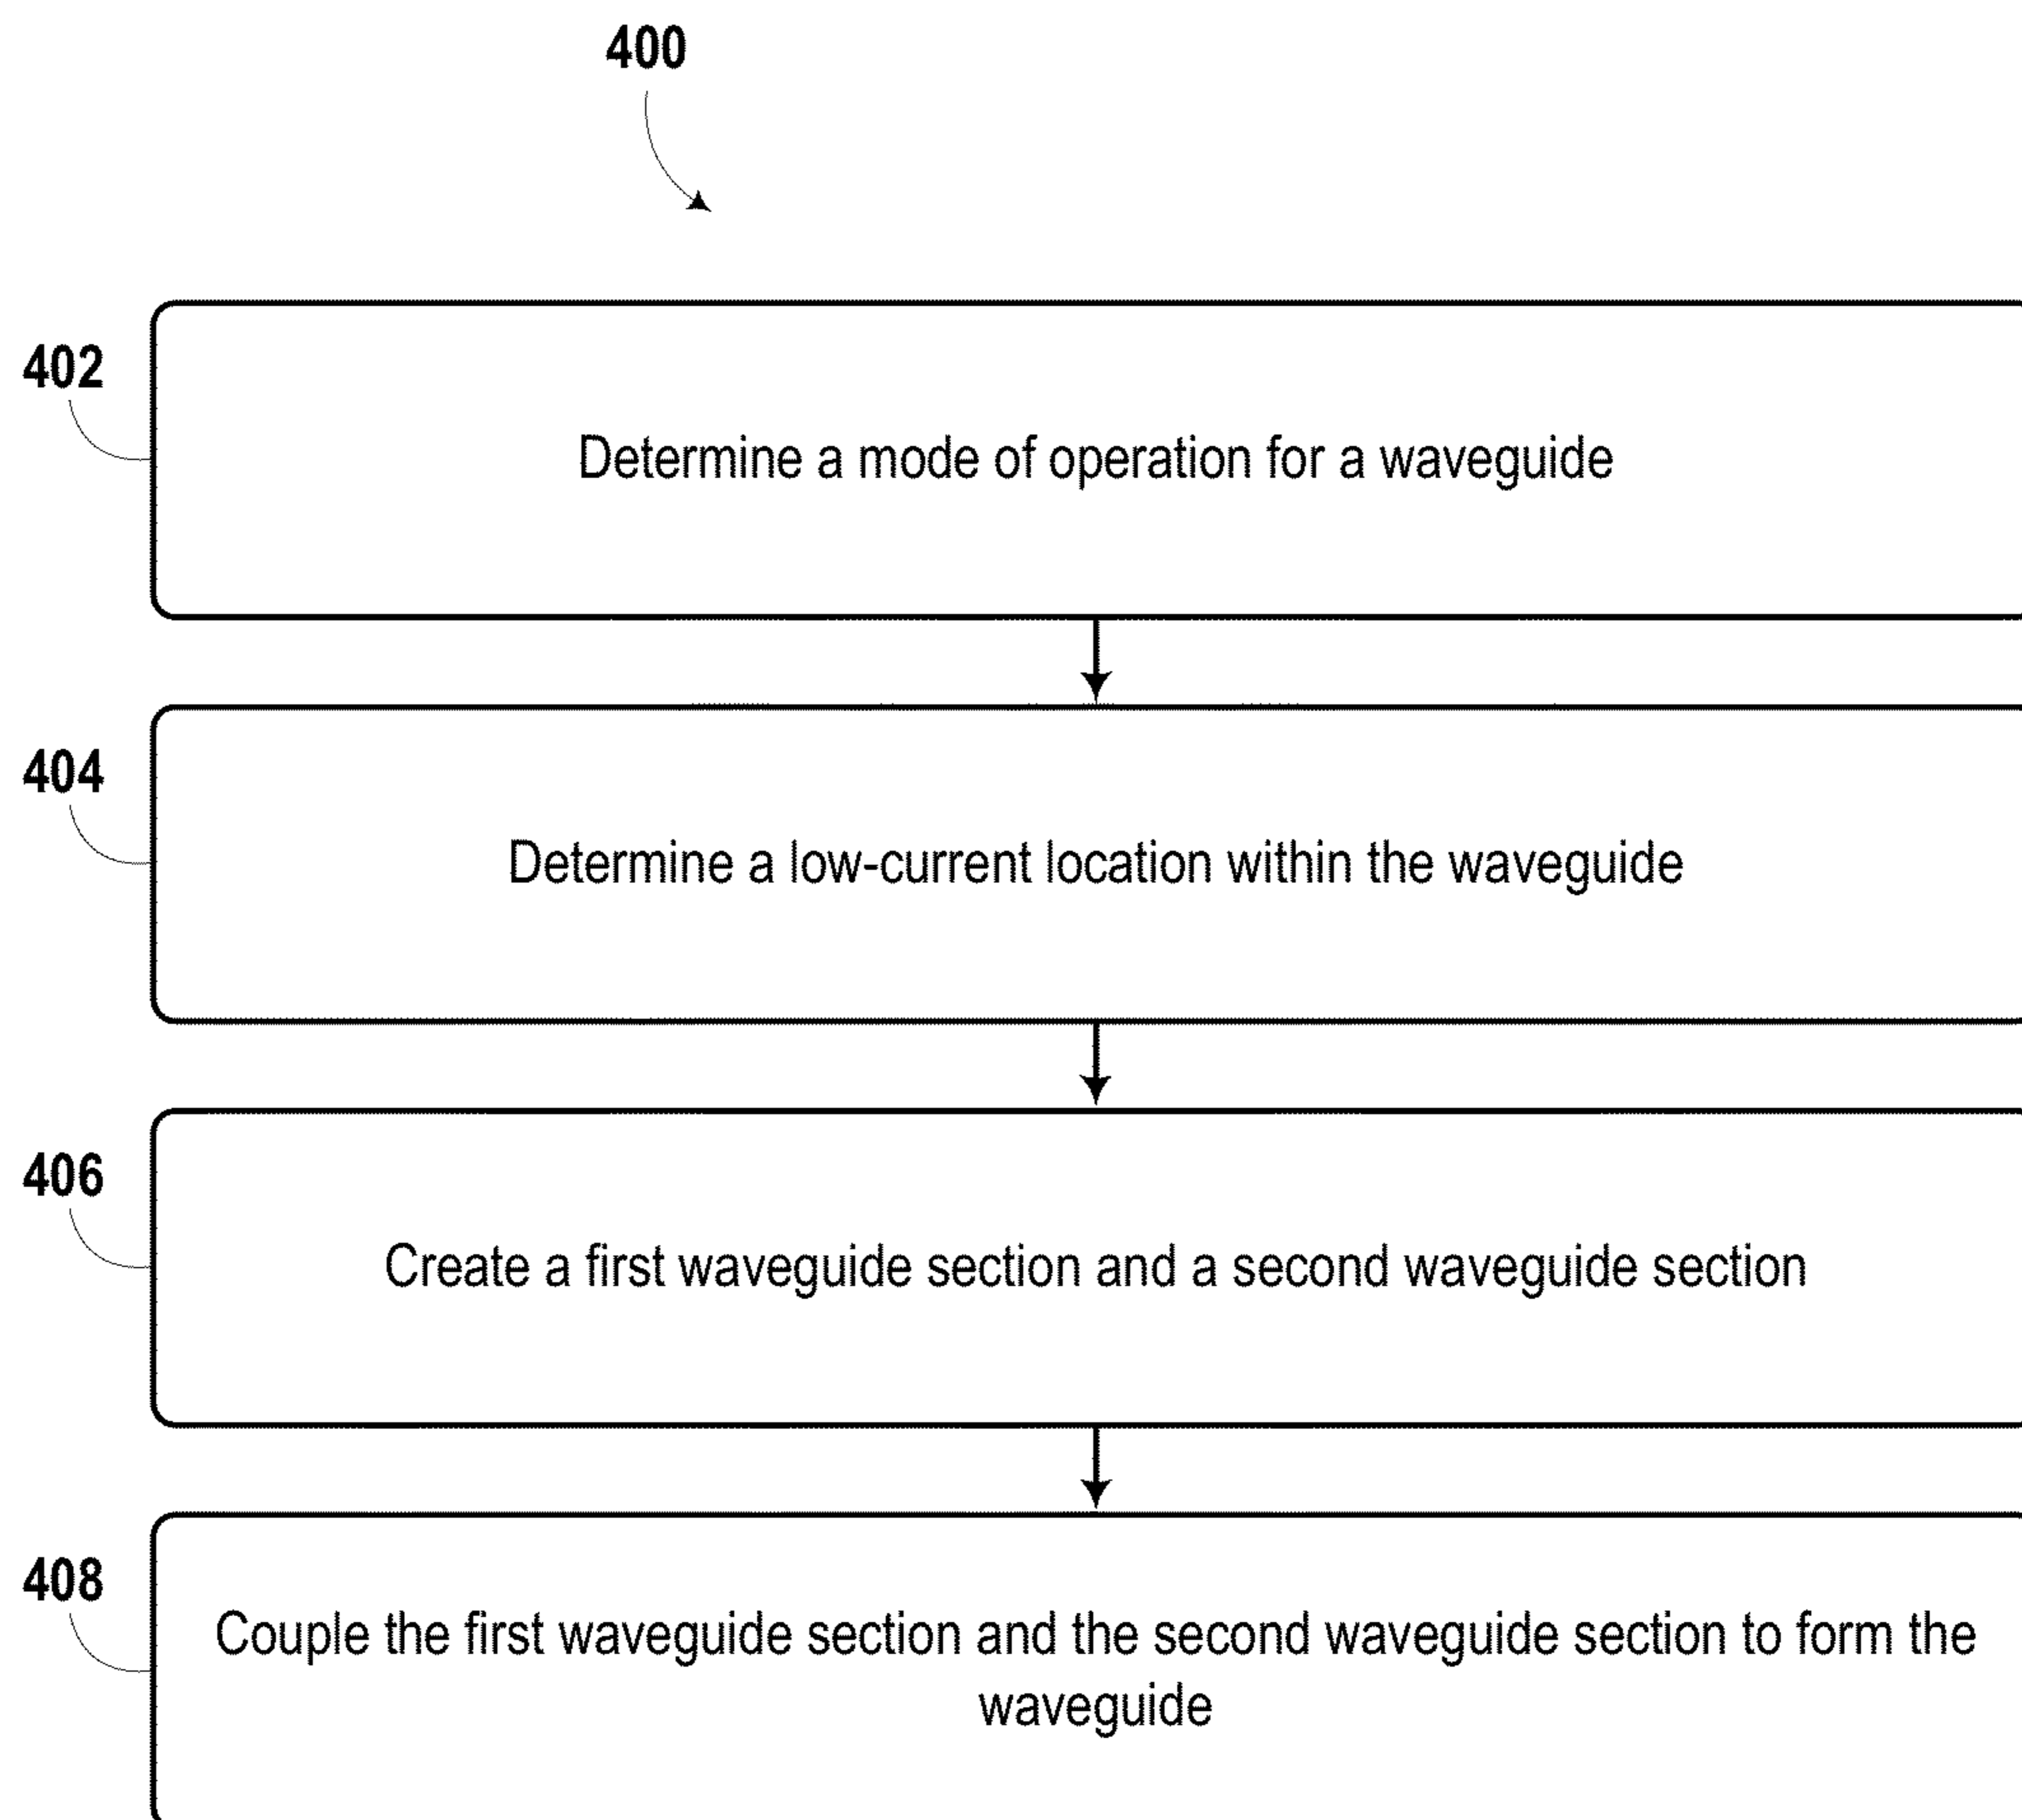 400
402
Determine a mode of operation for a waveguide
404
Determine a low-current location within the waveguide
406
Create a first waveguide section and a second waveguide section
408
Couple the first waveguide section and the second waveguide section to form the
waveguide